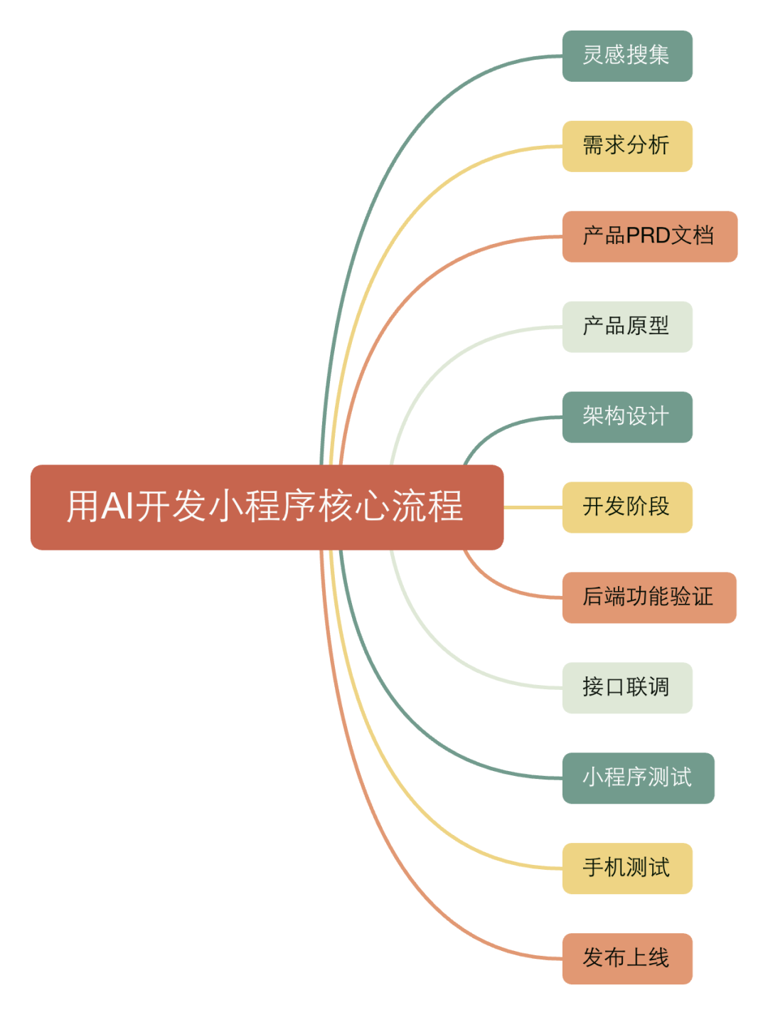 灵感搜集
需求分析
产品PRD文档
产品原型
架构设计
用AI开发小程序核心流程
开发阶段
后端功能验证
接口联调
小程序测试
手机测试
发布上线